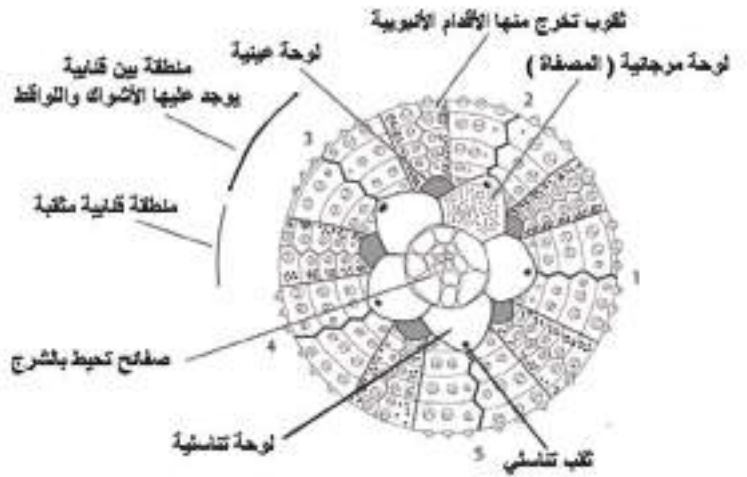 ثقوب تخرج منها الأقدام الأنبوبية
لوحة عينية
لوحة مرجانية ( المصفاة )
منطقة بين قنابية
يوجد عليها الأشواك واللواقط
منطقة قنابية مثقبة
صفائح تحيط بالشرج
لوحة تناسلية
ثقب تناسلي
2
3
1
4
5